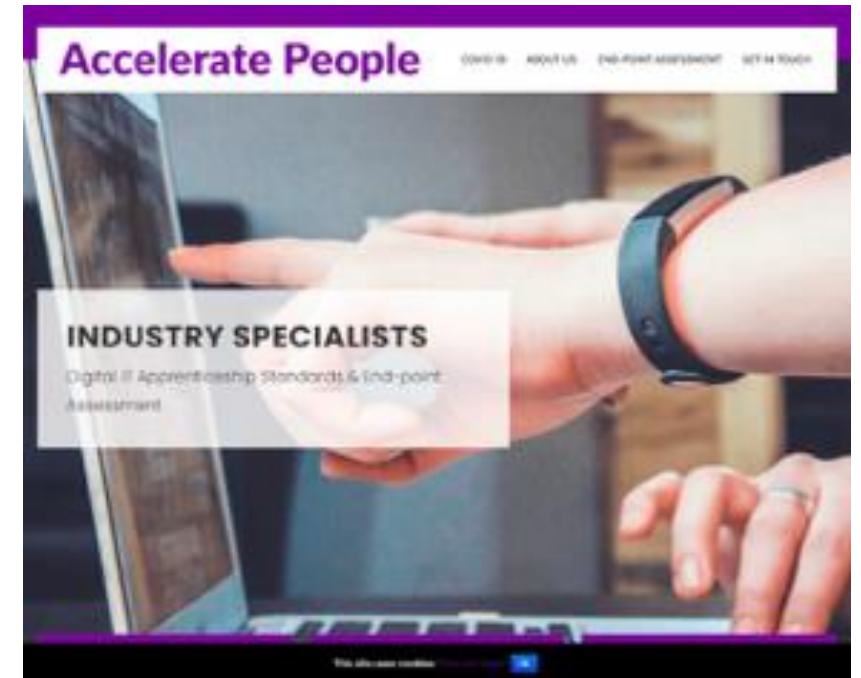 Accelerate People
COVID-19 ABOUT US END-POINT ASSESSMENT GET IN TOUCH
INDUSTRY SPECIALISTS
Digital IT Apprenticeship Standards & End-point
Assessment
This site uses cookies: